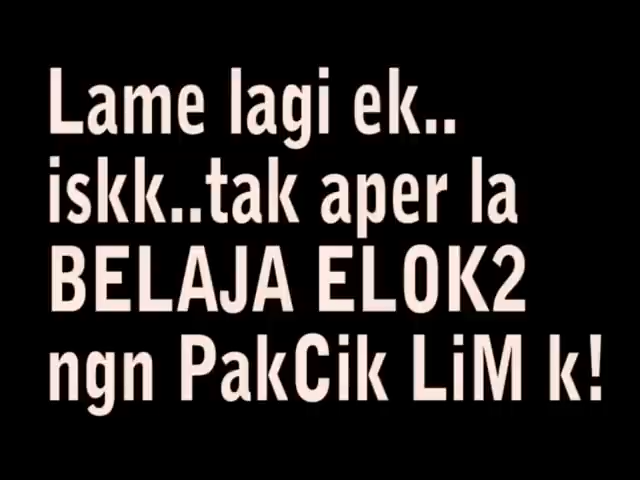 Lame lagi ek..
iskk..tak aper la
BELAJA ELOK2
ngn PakCik LiM k!